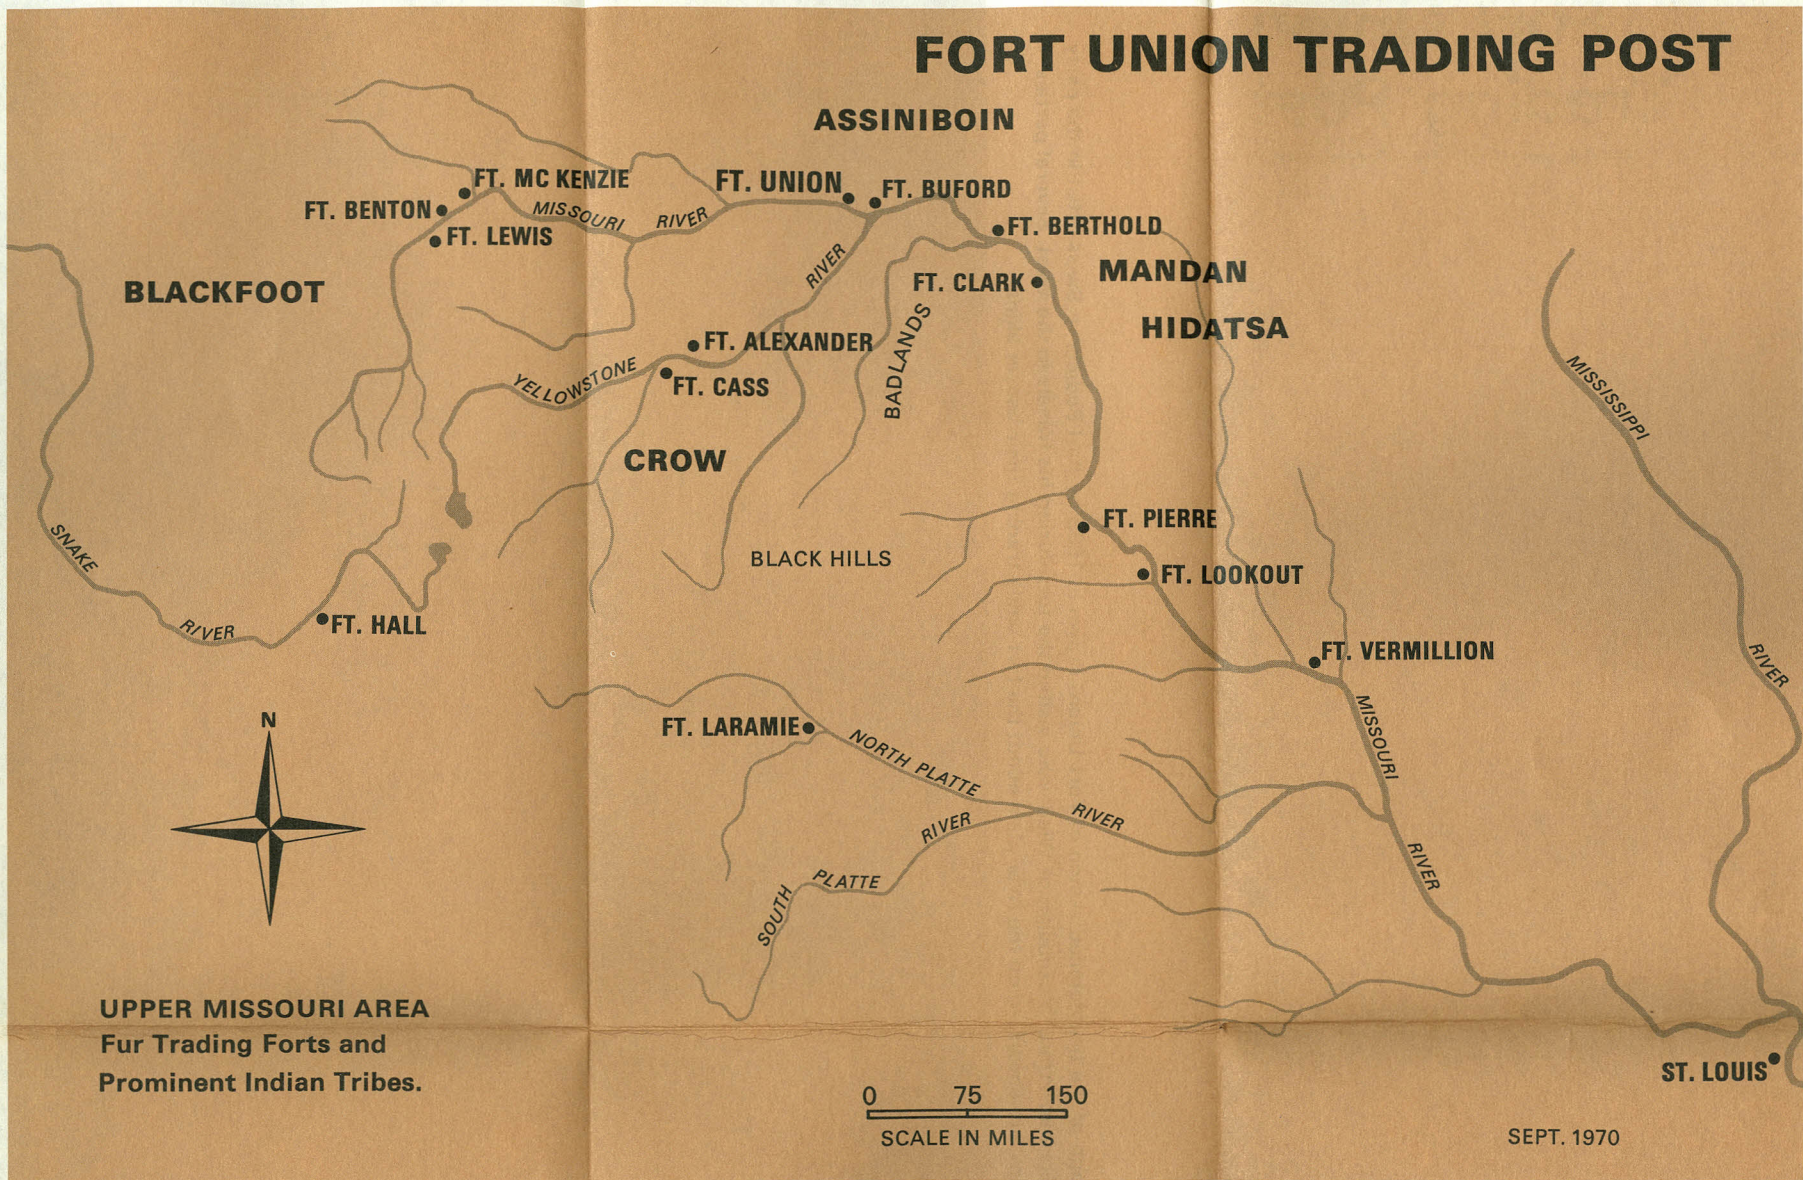 FORT UNION TRADING POST
ASSINIBOIN
FT. MC KENZIE
FT. UNION
FT. BUFORD
FT. BENTON
MISSOURI RIVER
FT. BERTHOLD
FT. LEWIS
RIVER
MANDAN
FT. CLARK
BLACKFOOT
HIDATSA
FT. ALEXANDER
BADLANDS
YELLOWSTONE
FT. CASS
MISSISSIPPI
CROW
FT. PIERRE
SNAKE
BLACK HILLS
FT. LOOKOUT
FT. HALL
RIVER
FT. VERMILLION
RIVER
N
FT. LARAMIE
MISSOURI
NORTH PLATTE
RIVER
RIVER
RIVER
PLATTE
SOUTH
UPPER MISSOURI AREA
Fur Trading Forts and
Prominent Indian Tribes.
ST. LOUIS
0 75 150
SCALE IN MILES
SEPT. 1970